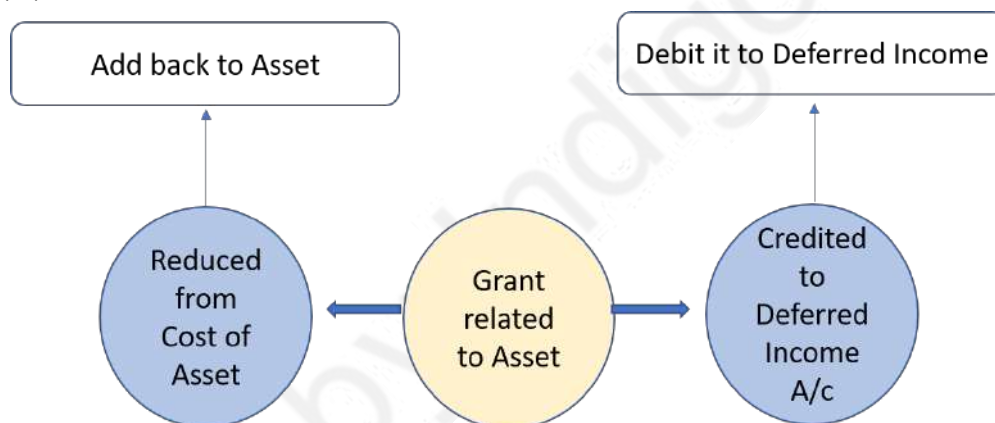 Add back to Asset
Debit it to Deferred Income
Reduced
from
Cost of
Asset
Grant
related
to Asset
Credited
to
Deferred
Income
A/c